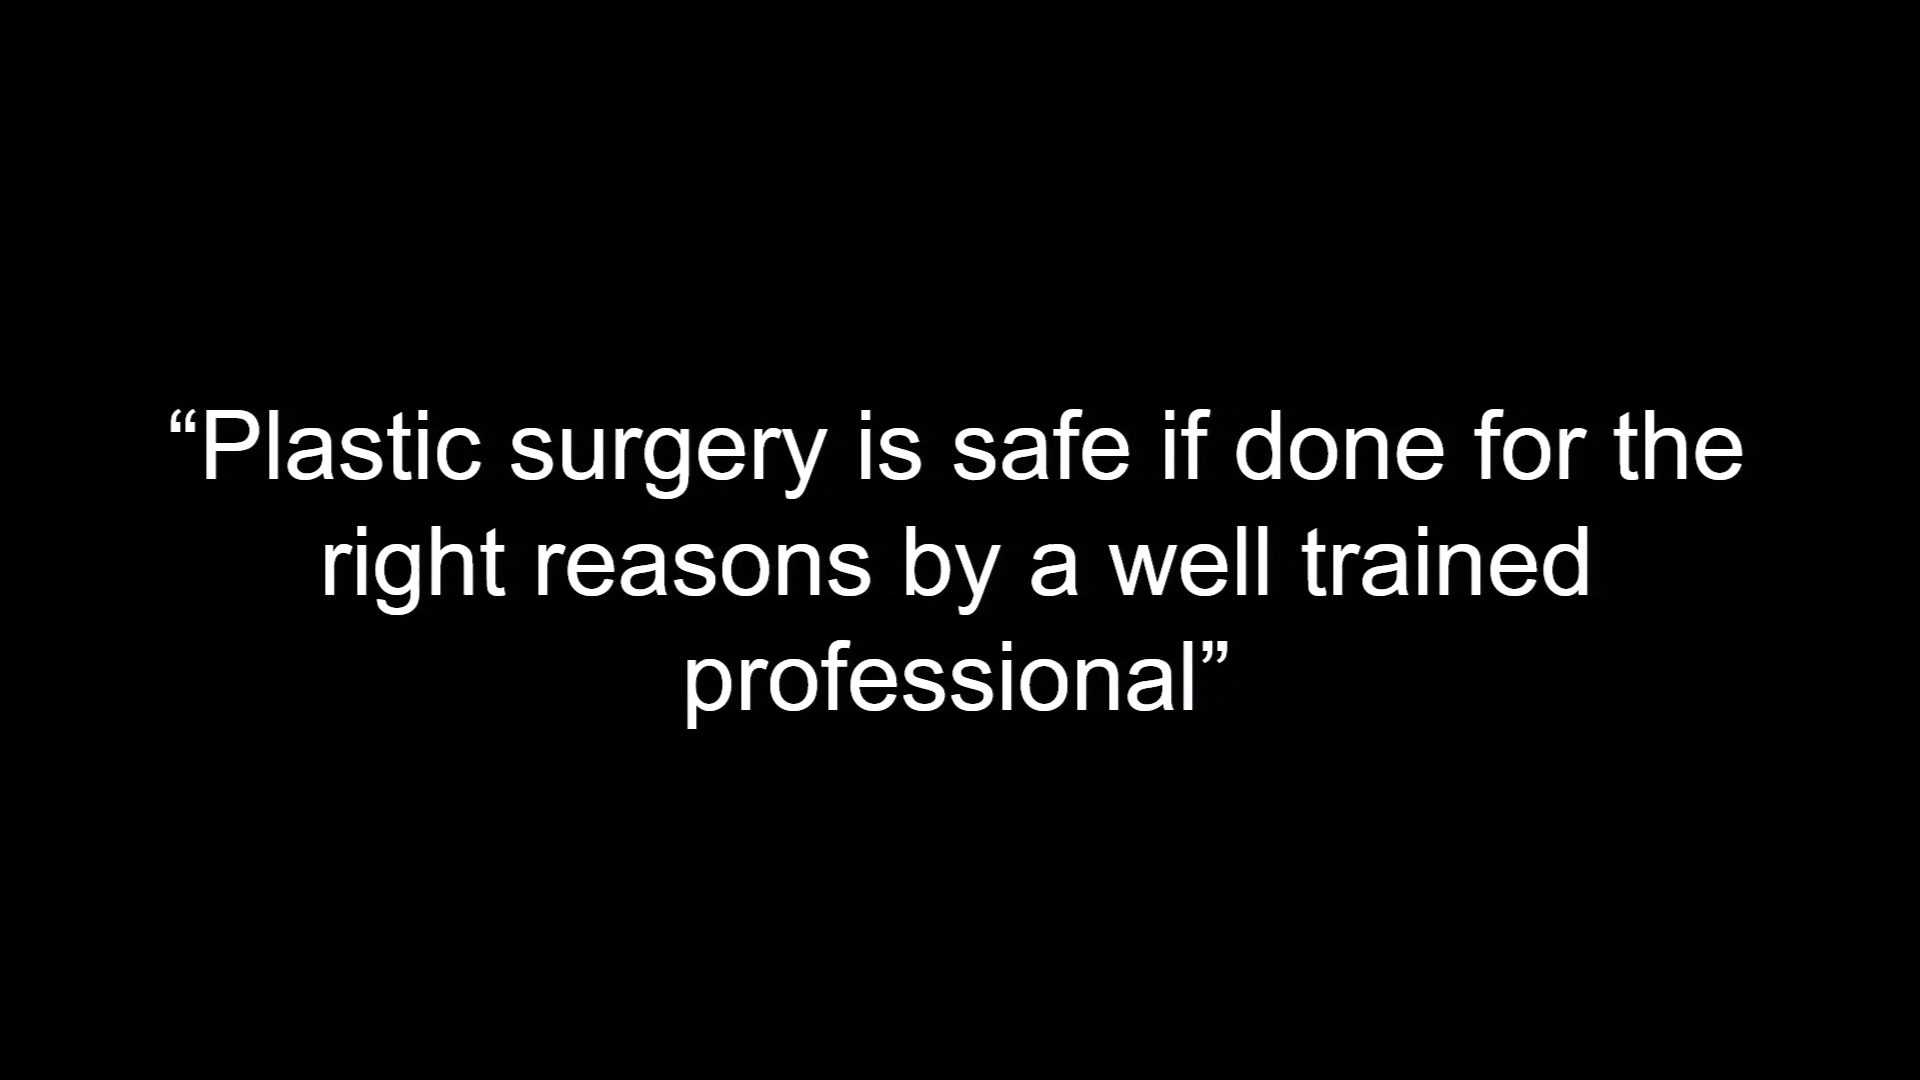 “Plastic surgery is safe if done for the
right reasons by a well trained
professional”